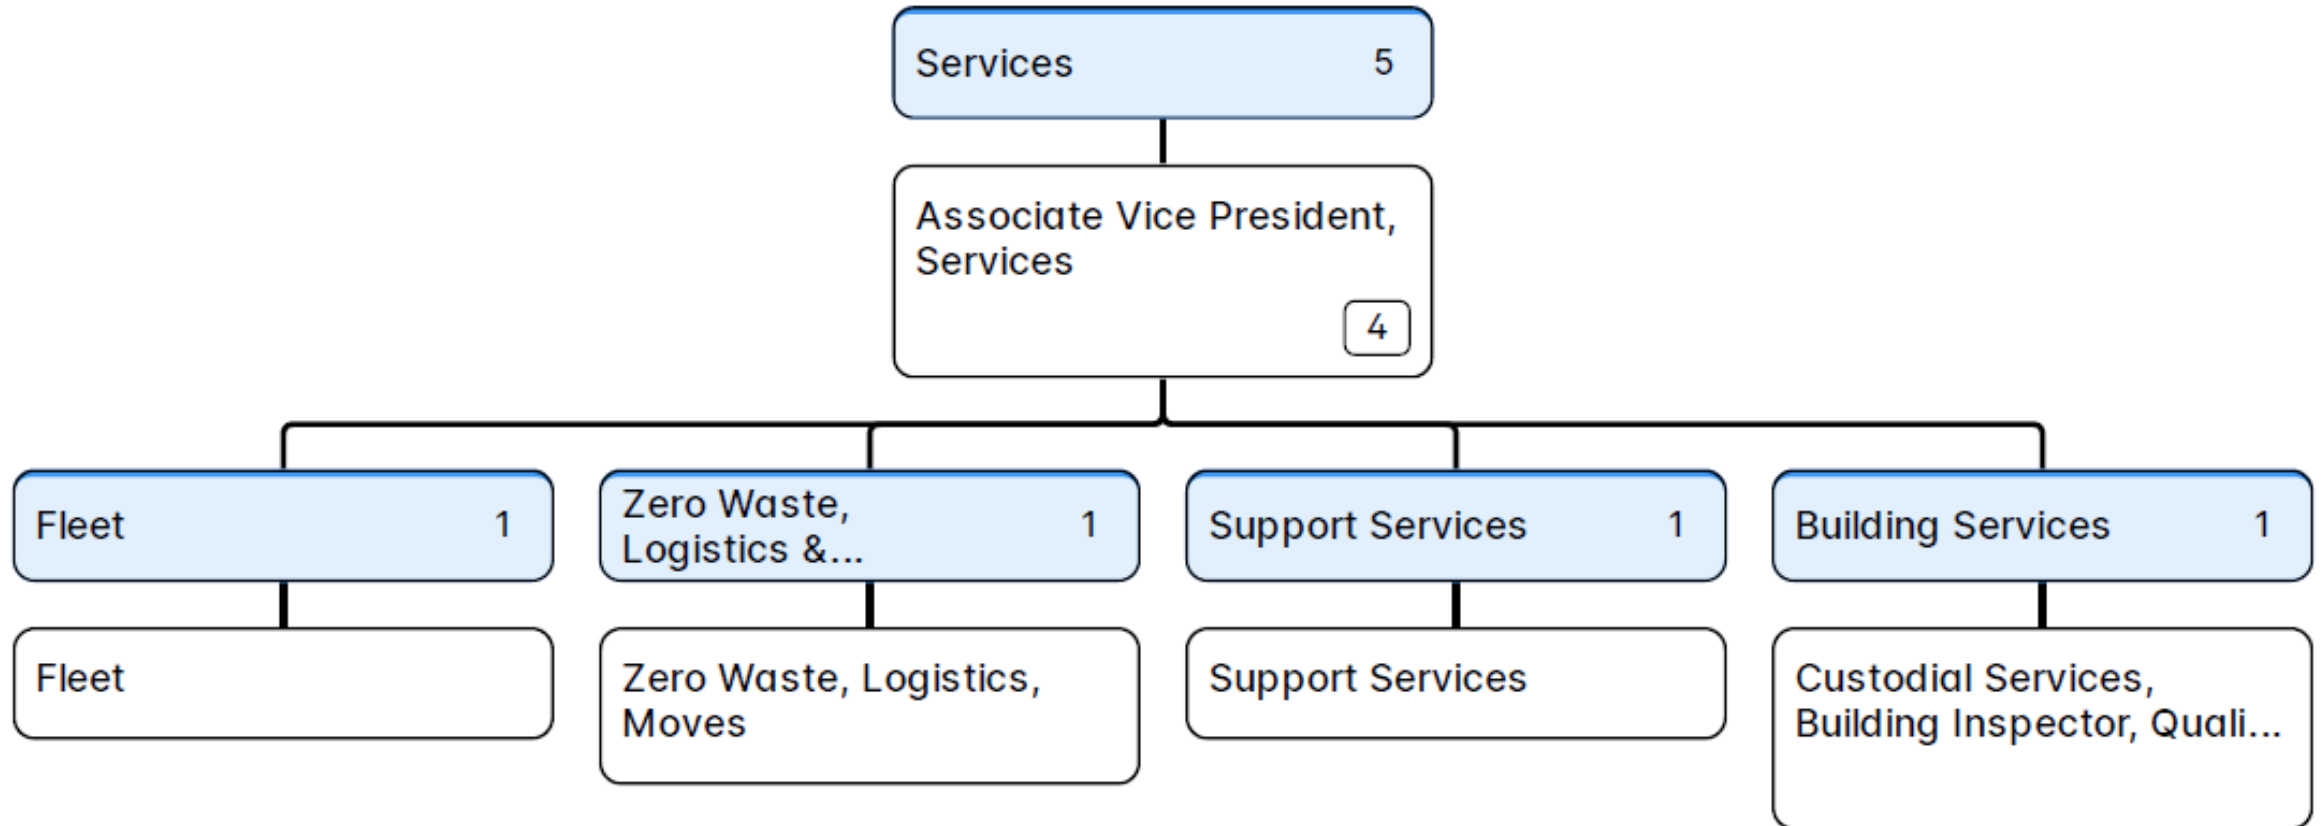 Services 5
Associate Vice President,
Services
4
Fleet 1
Zero Waste,
Logistics &... 1
Support Services 1
Building Services 1
Fleet
Zero Waste, Logistics,
Moves
Support Services
Custodial Services,
Building Inspector, Quali...